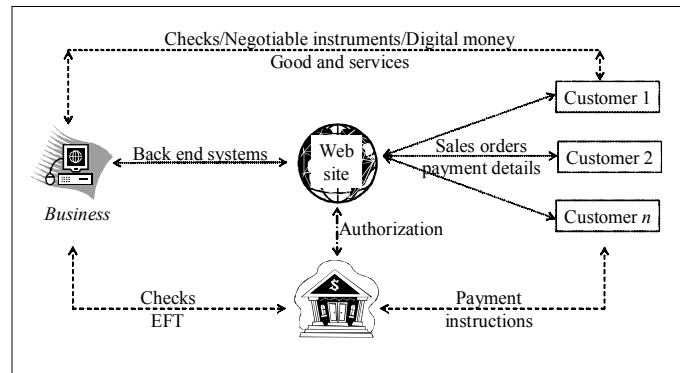 Checks/Negotiable instruments/Digital money
Good and services
Customer 1
Back end systems
Web
site
Sales orders
payment details
Customer 2
Business
Customer n
Authorization
$
Checks
EFT
Payment
instructions